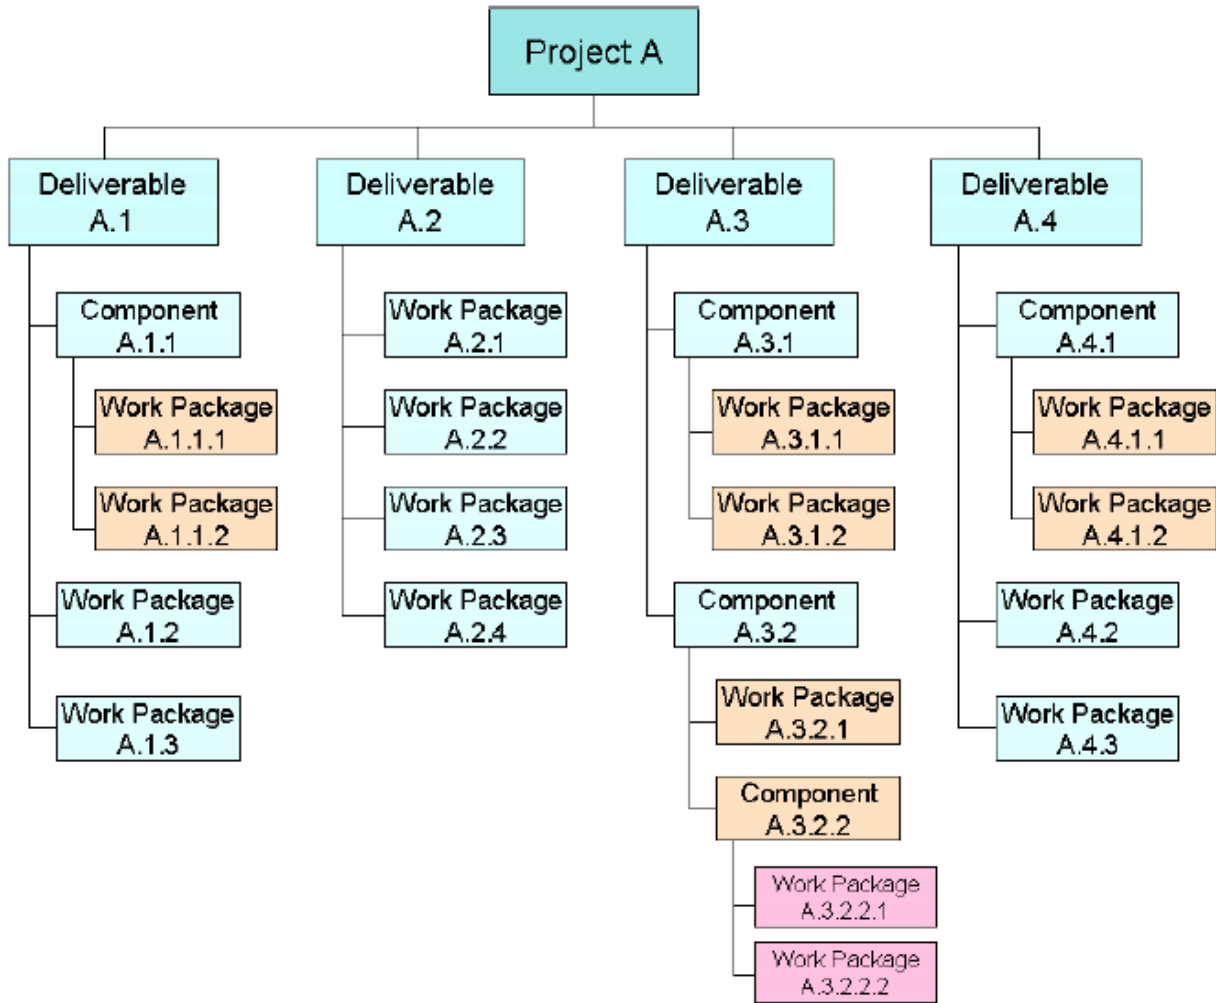 Project A
Deliverable
A.1
Deliverable
A.2
Deliverable
A.3
Deliverable
A.4
Component
A.1.1
Work Package
A.1.1.1
Work Package
A.1.1.2
Work Package
A.1.2
Work Package
A.1.3
Work Package
A.2.1
Work Package
A.2.2
Work Package
A.2.3
Work Package
A.2.4
Component
A.3.1
Work Package
A.3.1.1
Work Package
A.3.1.2
Component
A.3.2
Work Package
A.3.2.1
Component
A.3.2.2
Work Package
A.3.2.2.1
Work Package
A.3.2.2.2
Component
A.4.1
Work Package
A.4.1.1
Work Package
A.4.1.2
Work Package
A.4.2
Work Package
A.4.3